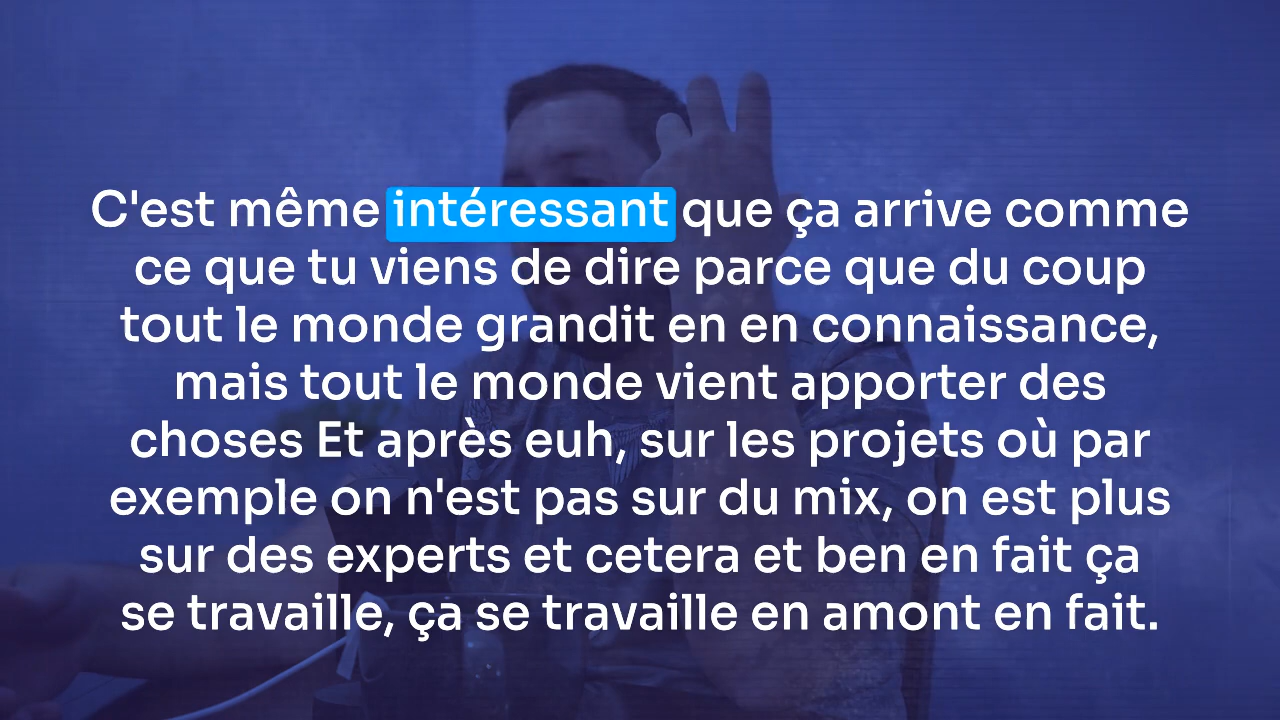 C'est même intéressant que ça arrive comme
ce que tu viens de dire parce que du coup
tout le monde grandit en en connaissance,
mais tout le monde vient apporter des
choses Et après euh, sur les projets où par
exemple on n'est pas sur du mix, on est plus
sur des experts et cetera et ben en fait ça
se travaille, ça se travaille en amont en fait.